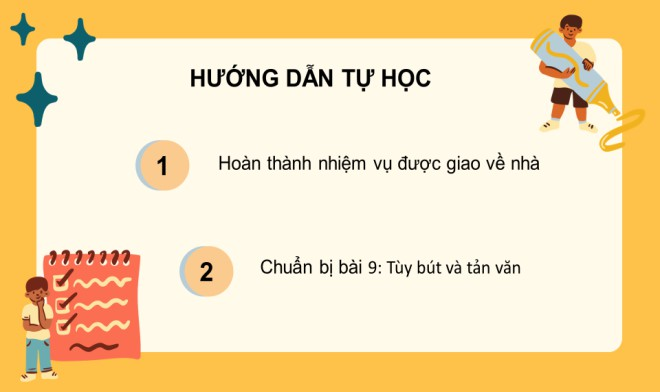 HƯỚNG DẪN TỰ HỌC
1 Hoàn thành nhiệm vụ được giao về nhà
2 Chuẩn bị bài 9: Tùy bút và tản văn